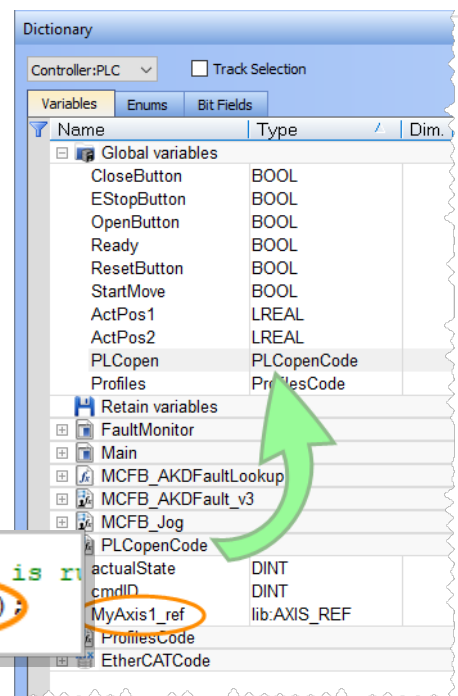 Dictionary
Controller:PLC Track Selection
Variables Enums Bit Fields
Name Type Dim.
Global variables
CloseButton BOOL
EStopButton BOOL
OpenButton BOOL
Ready BOOL
ResetButton BOOL
StartMove BOOL
ActPos1 LREAL
ActPos2 LREAL
PLCopen PLCopenCode
Profiles ProfilesCode
Retain variables
FaultMonitor
Main
MCFB_AKDFaultLookup
MCFB_AKDFault_v3
MCFB_Jog
PLCopenCode
is
actualState DINT
cmdID DINT
);
MyAxis1_ref lib:AXIS_REF
ProfilesCode
EtherCATCode